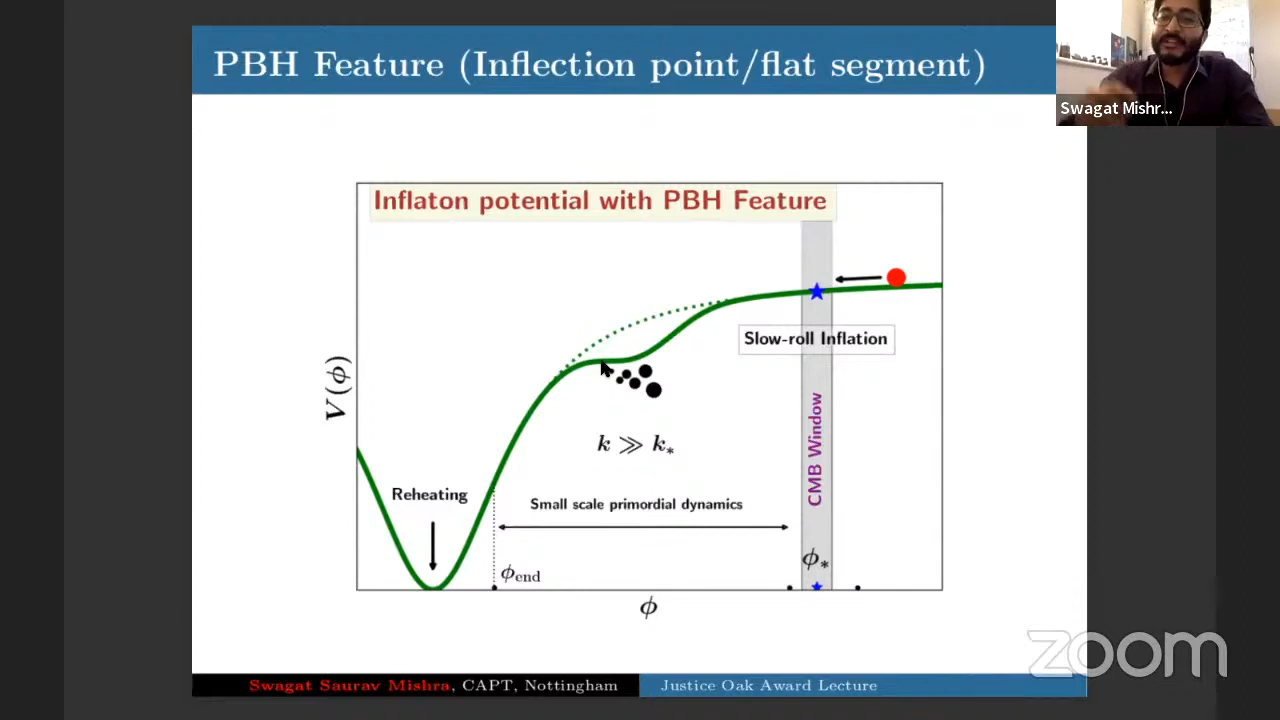 PBH Feature (Inflection point/flat segment)
Swagat Mishr...
Inflaton potential with PBH Feature
Slow-roll Inflation
V(ϕ)
CMB Window
k ≫ k*
Reheating
Small scale primordial dynamics
ϕ*
ϕend
ϕ
zoom
Swagat Saurav Mishra, CAPT, Nottingham
Justice Oak Award Lecture